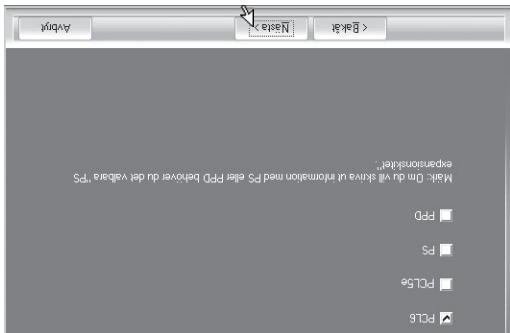 PCL6
PCL5e
PS
PPD
Märk: Om du vill skriva ut information med PS eller PPD behöver du det valbara "PS
expansionskitet".
< Bakåt
Nästa >
Avbryt